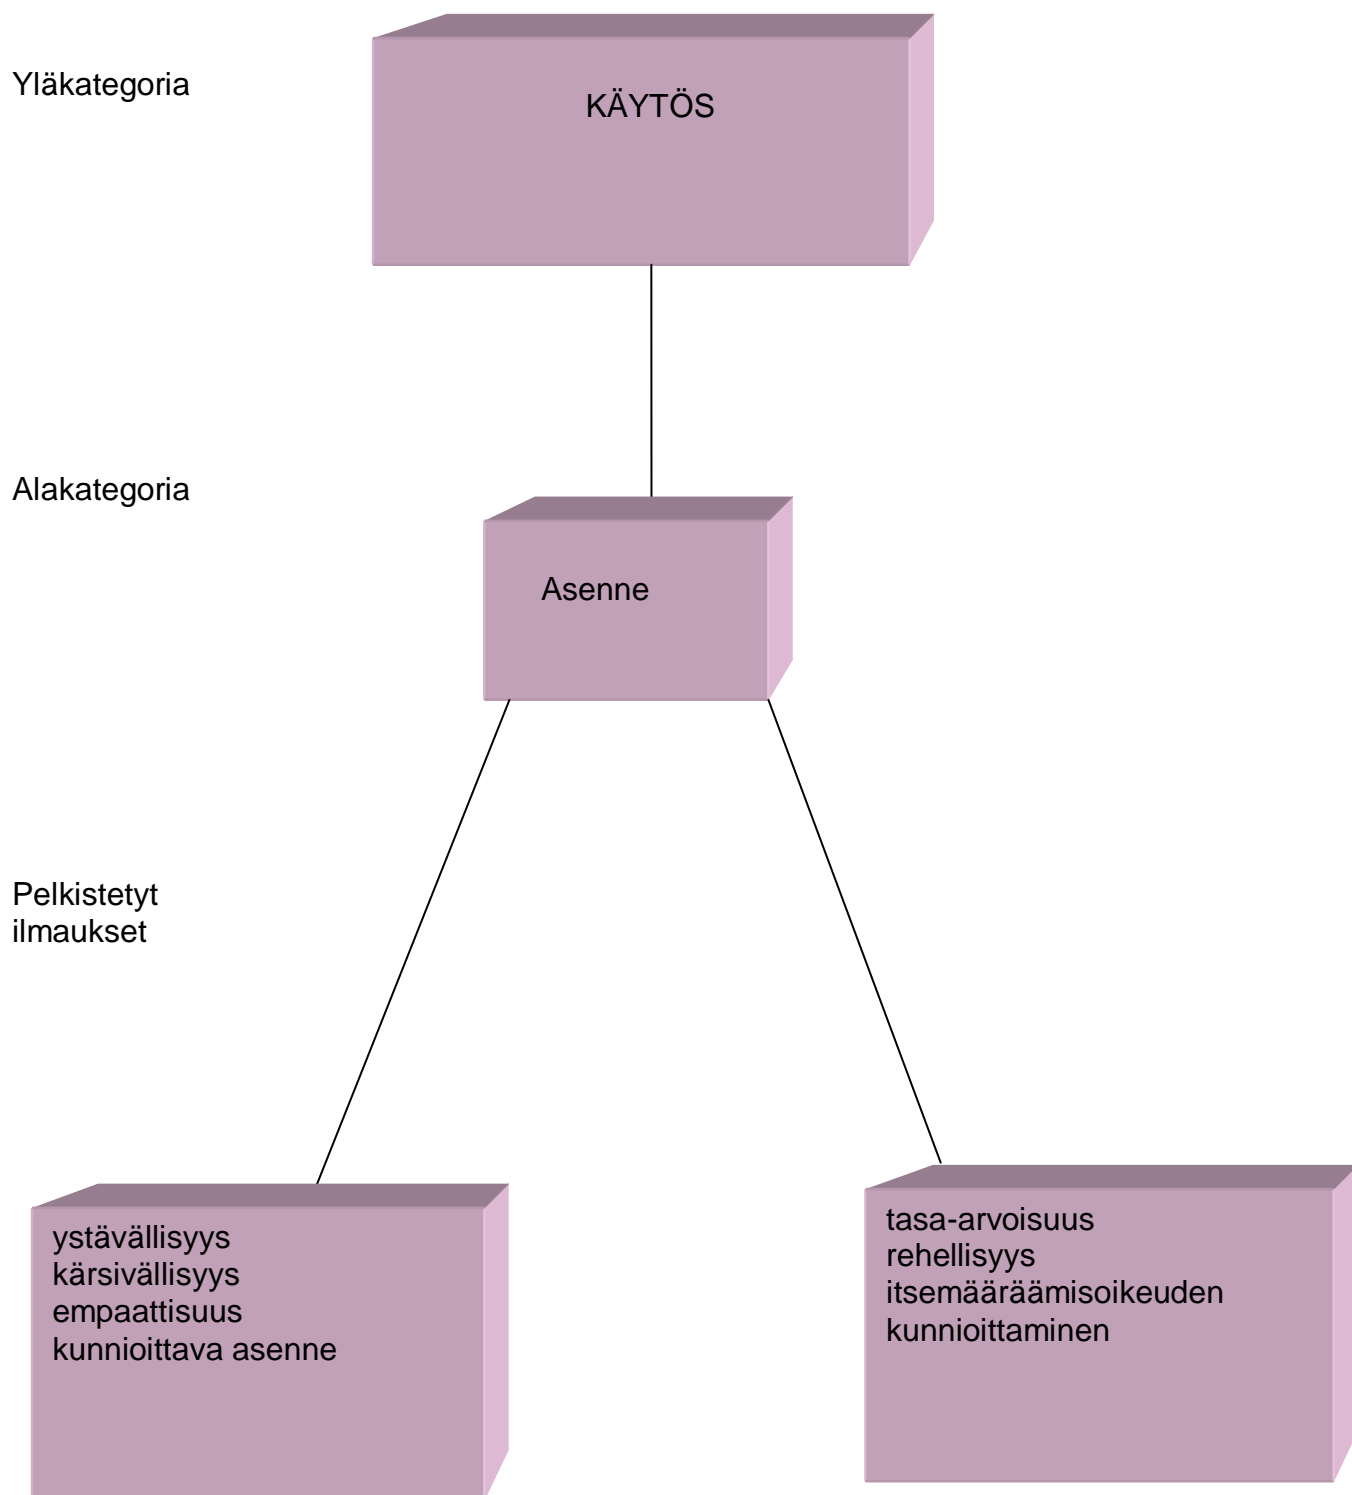 Yläkategoria
KÄYTÖS
Alakategoria
Asenne
Pelkistetyt
ilmaukset
ystävällisyys
kärsivällisyys
empaattisuus
kunnioittava asenne
tasa-arvoisuus
rehellisyys
itsemääräämisoikeuden
kunnioittaminen